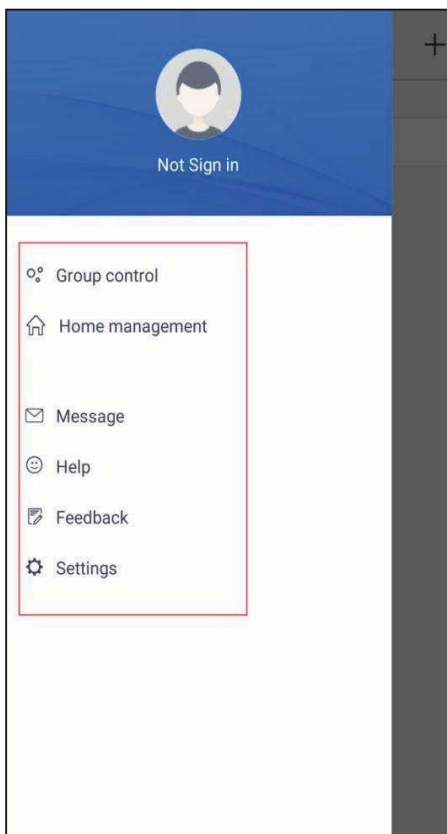 Not Sign in
Group control
Home management
Message
Help
Feedback
Settings